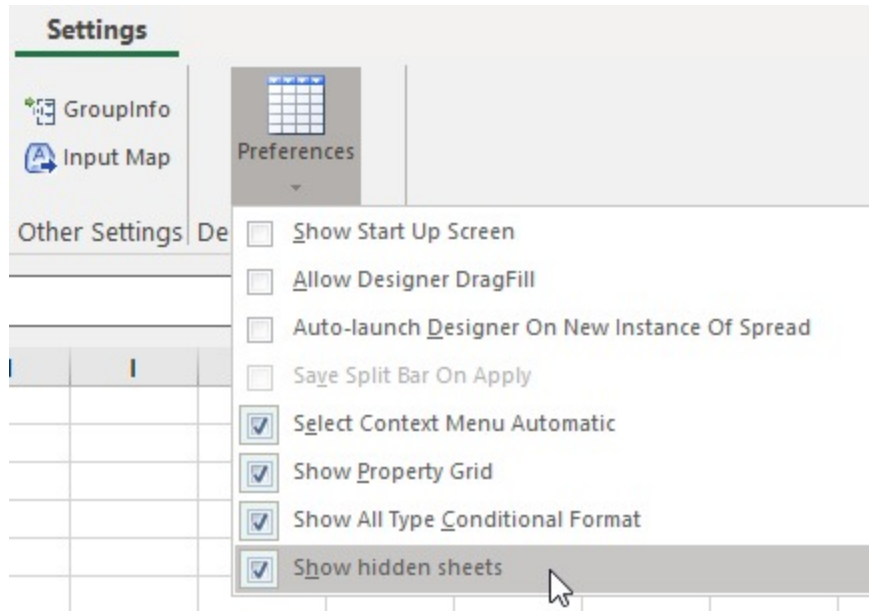 Settings
GroupInfo
Input Map
Preferences
Other Settings
De
Show Start Up Screen
Allow Designer DragFill
Auto-launch Designer On New Instance Of Spread
Save Split Bar On Apply
I
Select Context Menu Automatic
Show Property Grid
Show All Type Conditional Format
Show hidden sheets